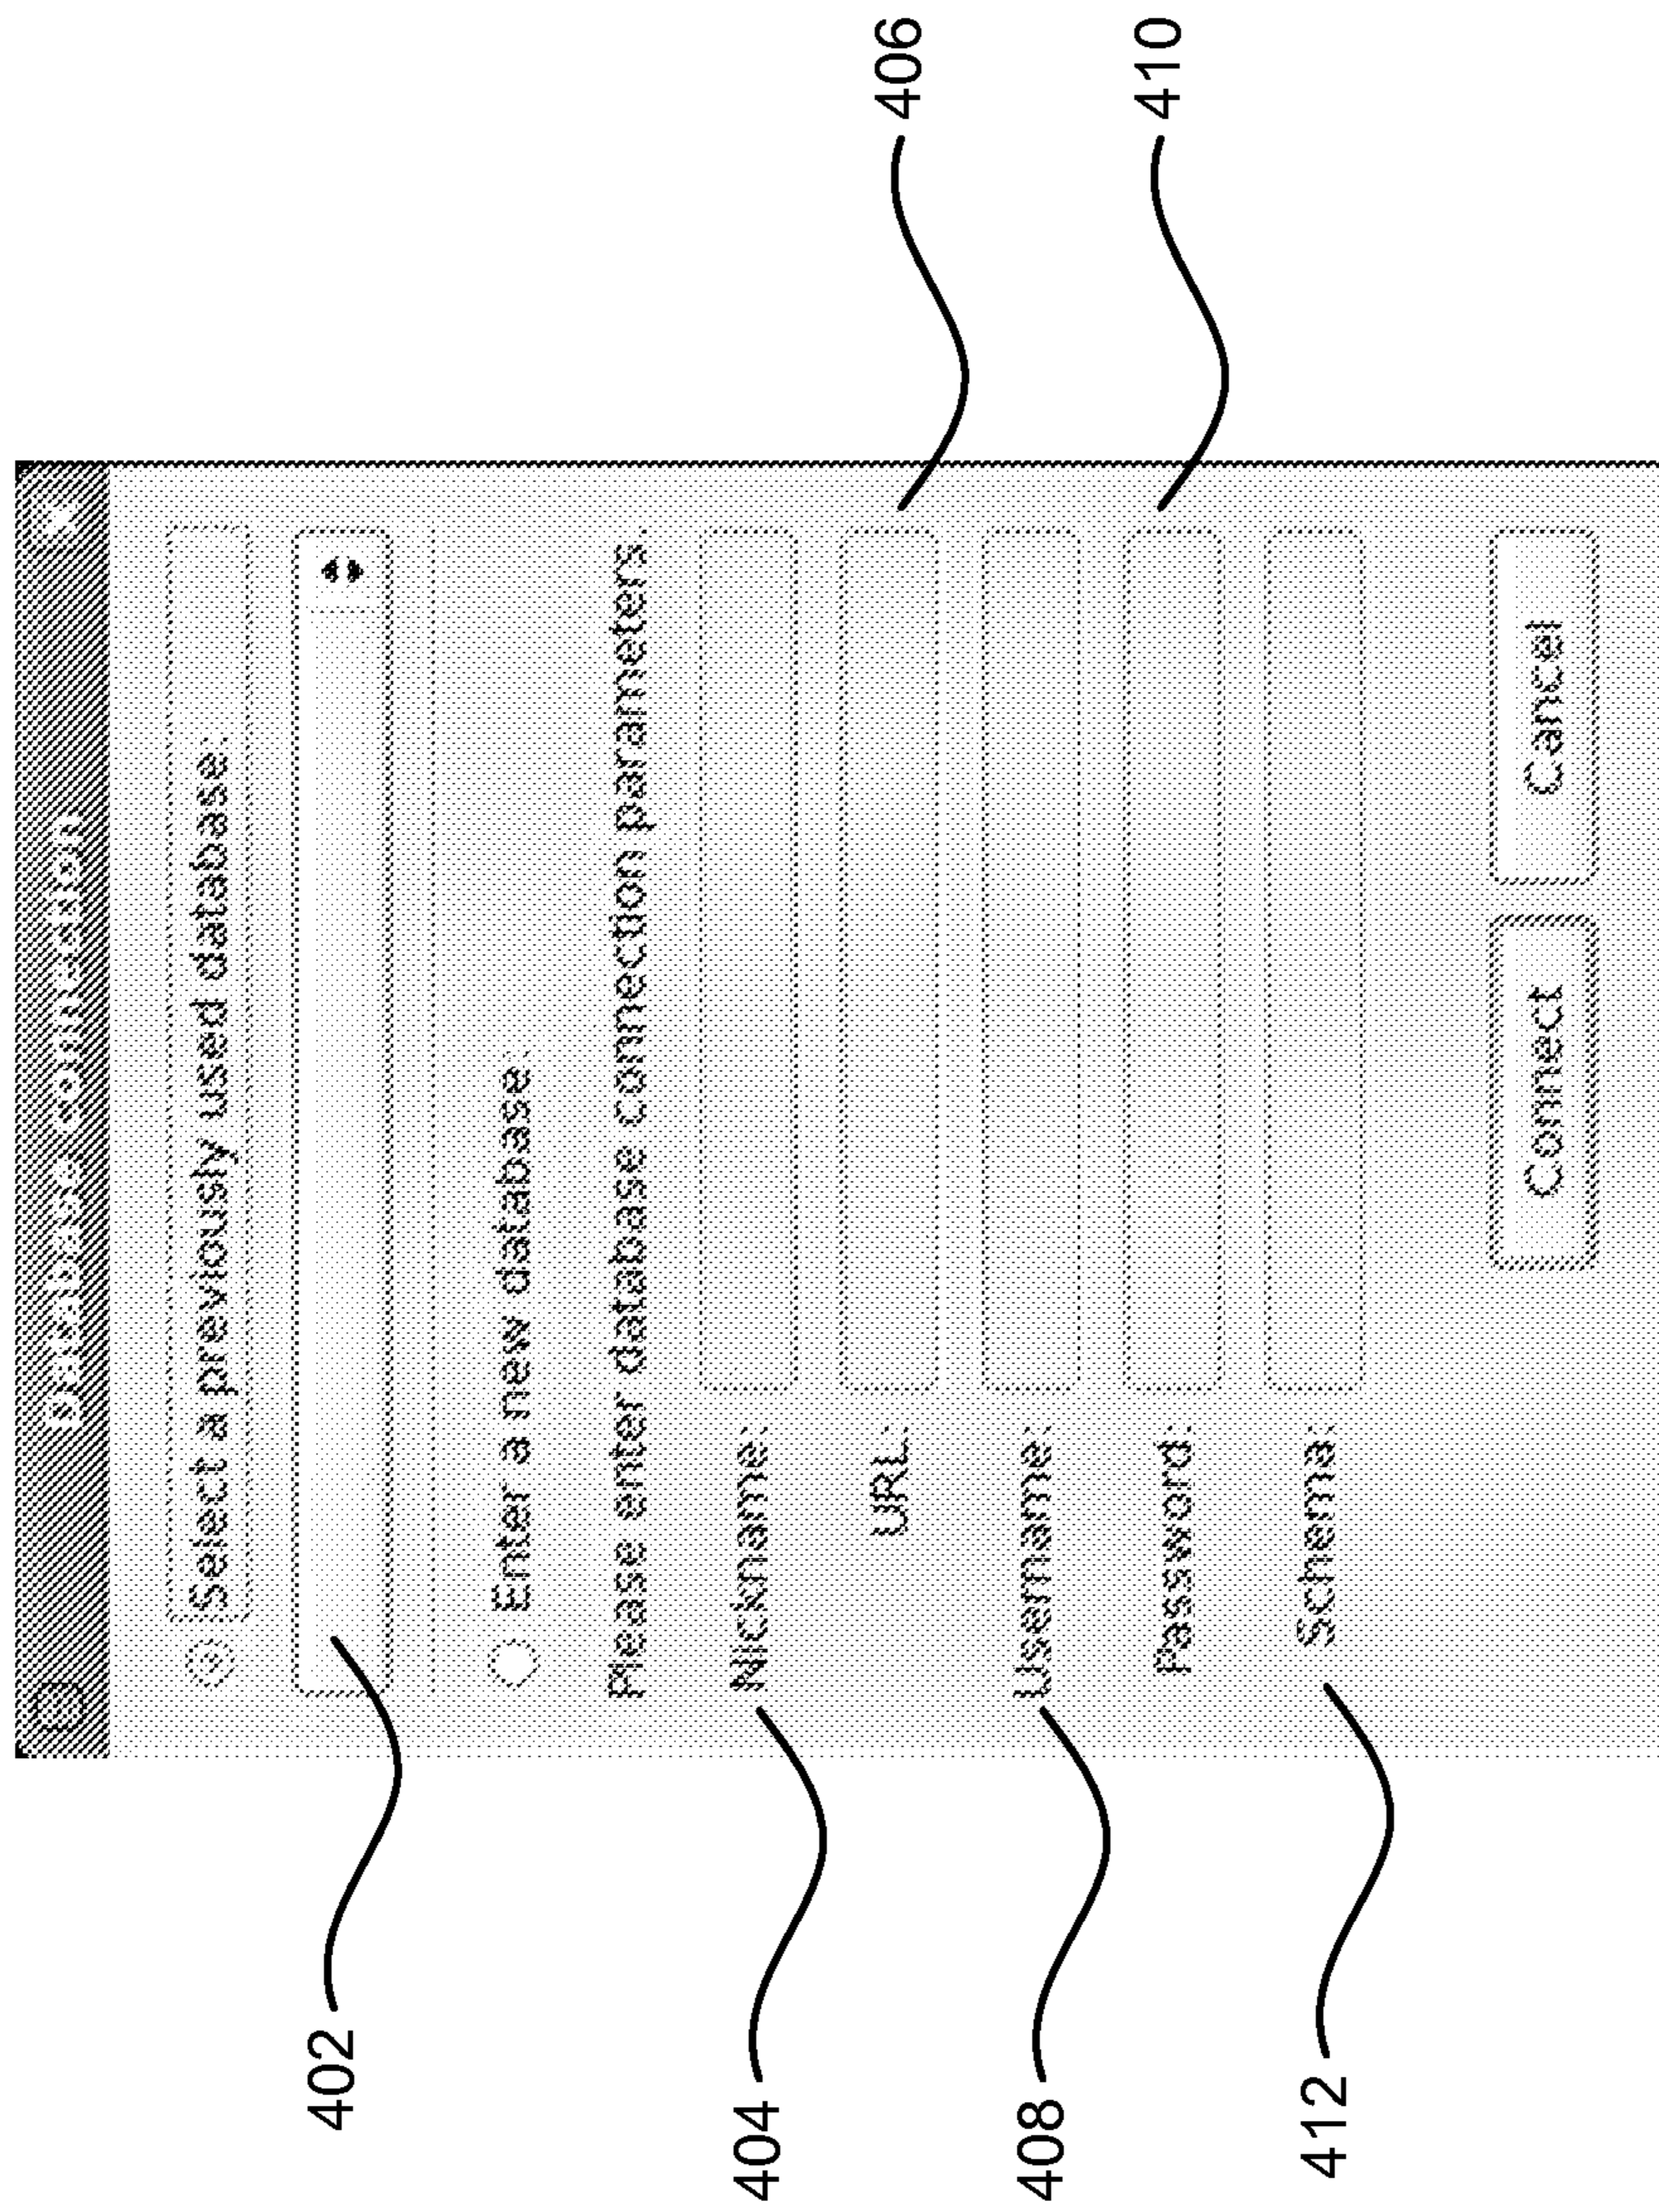 Database connection
Select a previously used database:
402
Enter a new database:
Please enter database connection parameters.
404 Nickname:
URL: 406
408 Username:
Password: 410
412 Schema:
Connect Cancel